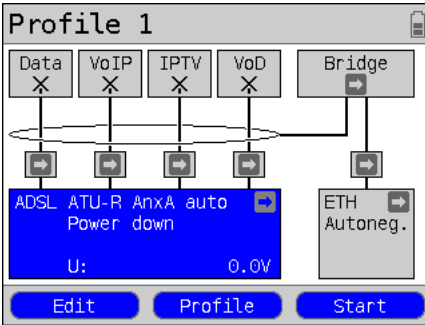 Profile 1
Data VoIP IPTV VoD Bridge
ADSL ATU-R AnxA auto
Power down
U: 0.0V
ETH
Autoneg.
Edit Profile Start